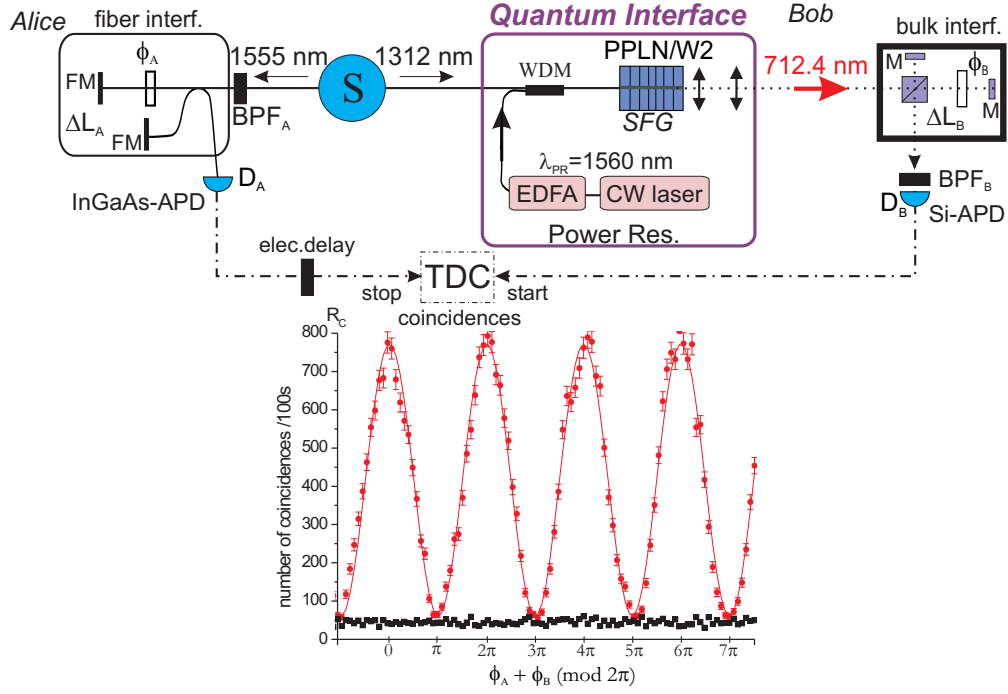 Alice
fiber interf.
ϕA
FM
ΔLA
FM
BPFA
1555 nm
1312 nm
S
DA
InGaAs-APD
Quantum Interface
WDM
PPLN/W2
SFG
λPR=1560 nm
EDFA
CW laser
Power Res.
712.4 nm
Bob
bulk interf.
M
ϕB
M
ΔLB
BPFB
DB
Si-APD
elec.delay
stop
TDC
start
coincidences
RC
number of coincidences /100s
800
700
600
500
400
300
200
100
0
0 π 2π 3π 4π 5π 6π 7π
ϕA + ϕB (mod 2π)